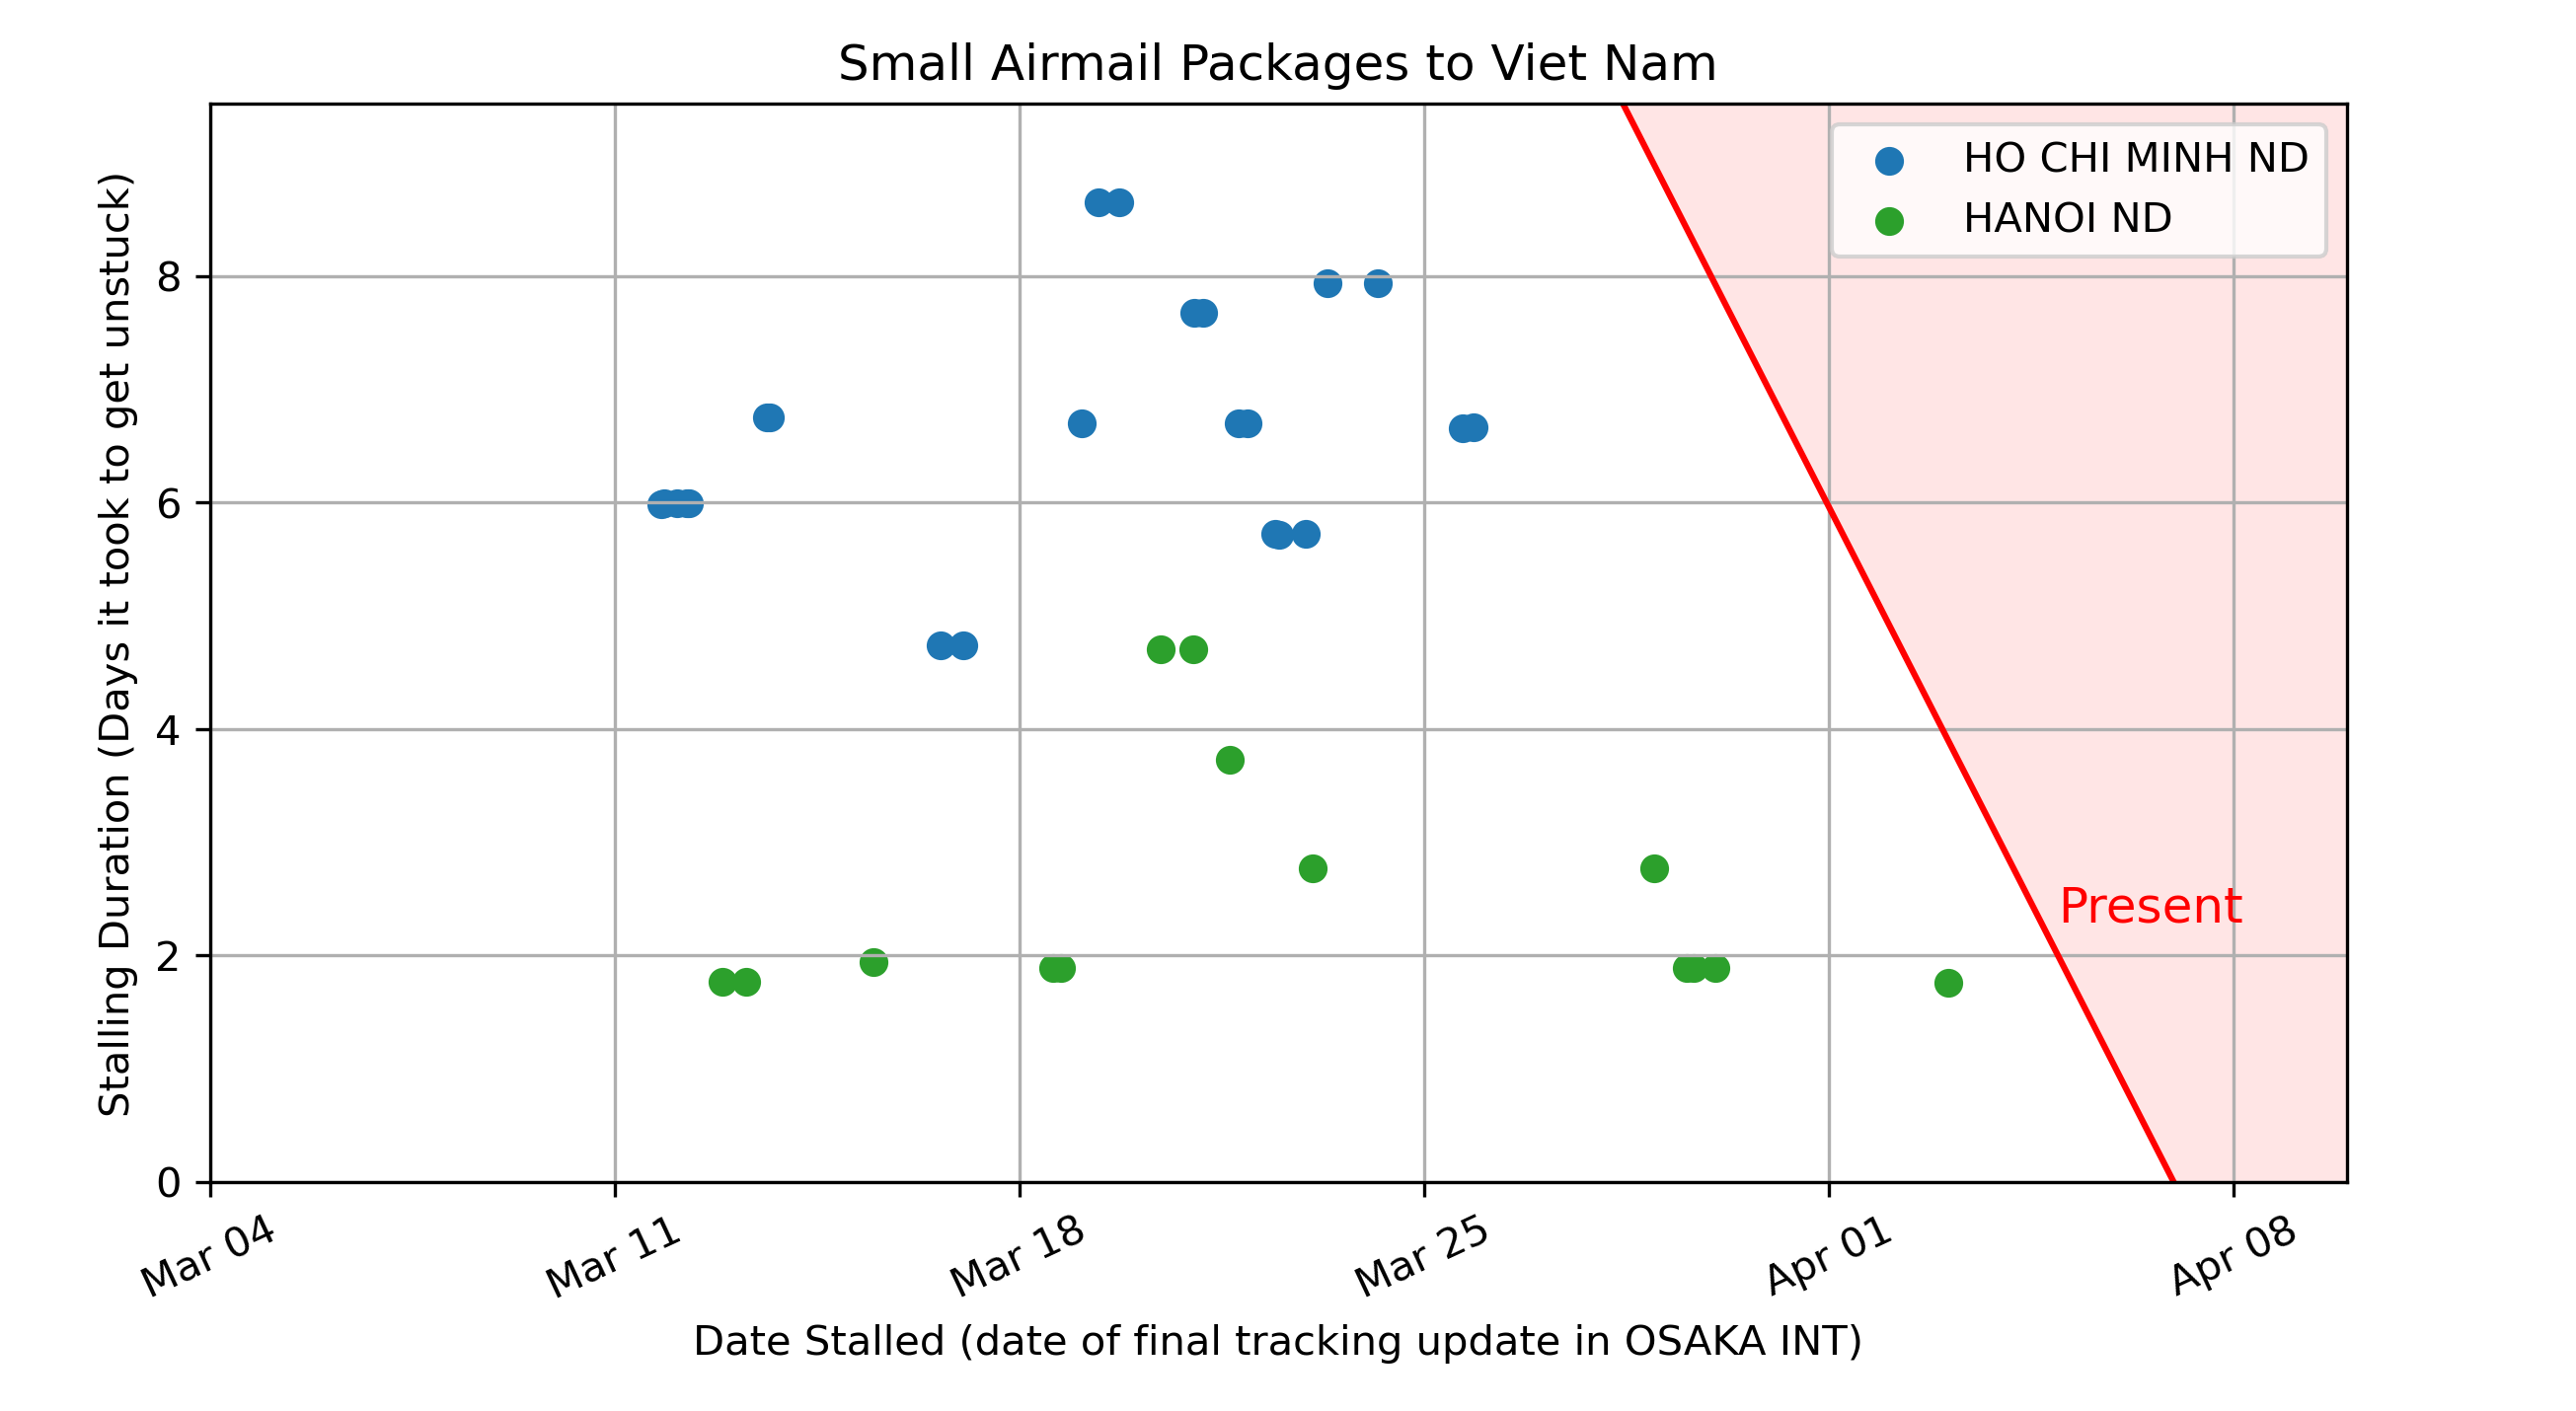 Small Airmail Packages to Viet Nam
HO CHI MINH ND
HANOI ND
Stalling Duration (Days it took to get unstuck)
8
6
4
2
0
Present
Mar 04
Mar 11
Mar 18
Mar 25
Apr 01
Apr 08
Date Stalled (date of final tracking update in OSAKA INT)